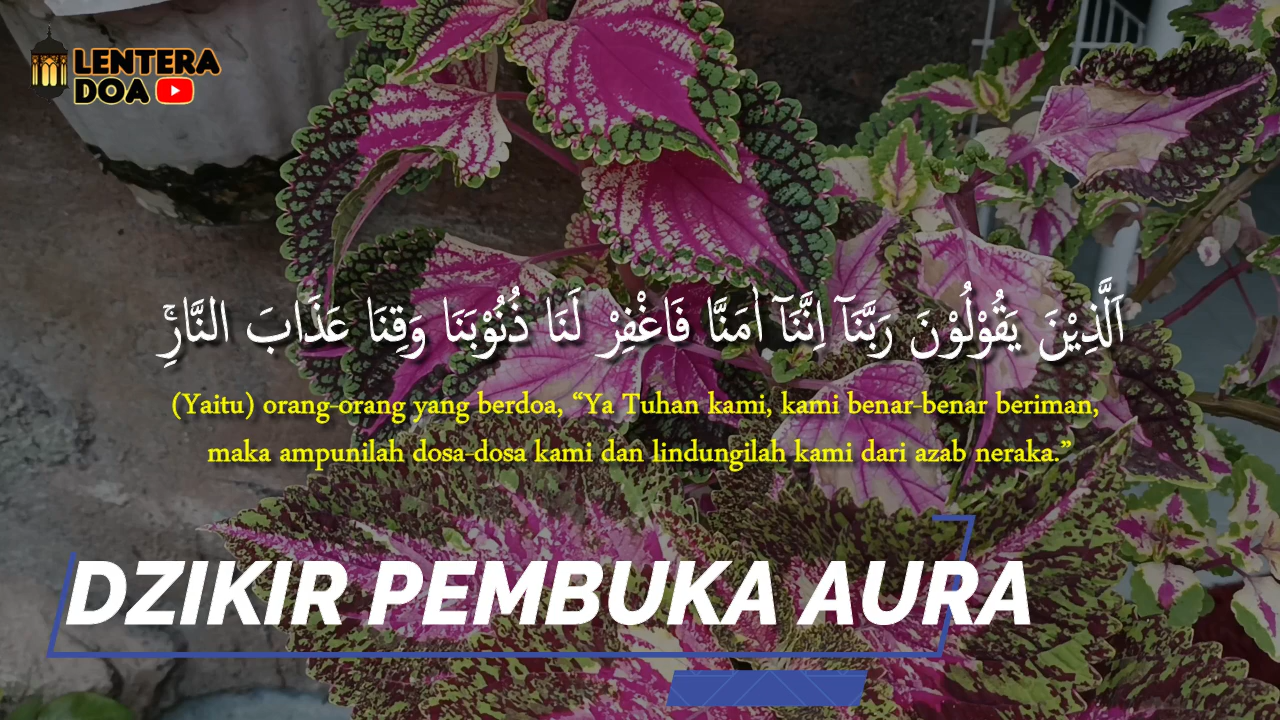 LENTERA
DOA
اَلَّذِيْنَ يَقُوْلُوْنَ رَبَّنَآ اِنَّنَآ اٰمَنَّا فَاغْفِرْ لَنَا ذُنُوْبَنَا وَقِنَا عَذَابَ النَّارِۚ
(Yaitu) orang-orang yang berdoa, “Ya Tuhan kami, kami benar-benar beriman,
maka ampunilah dosa-dosa kami dan lindungilah kami dari azab neraka.”
DZIKIR PEMBUKA AURA